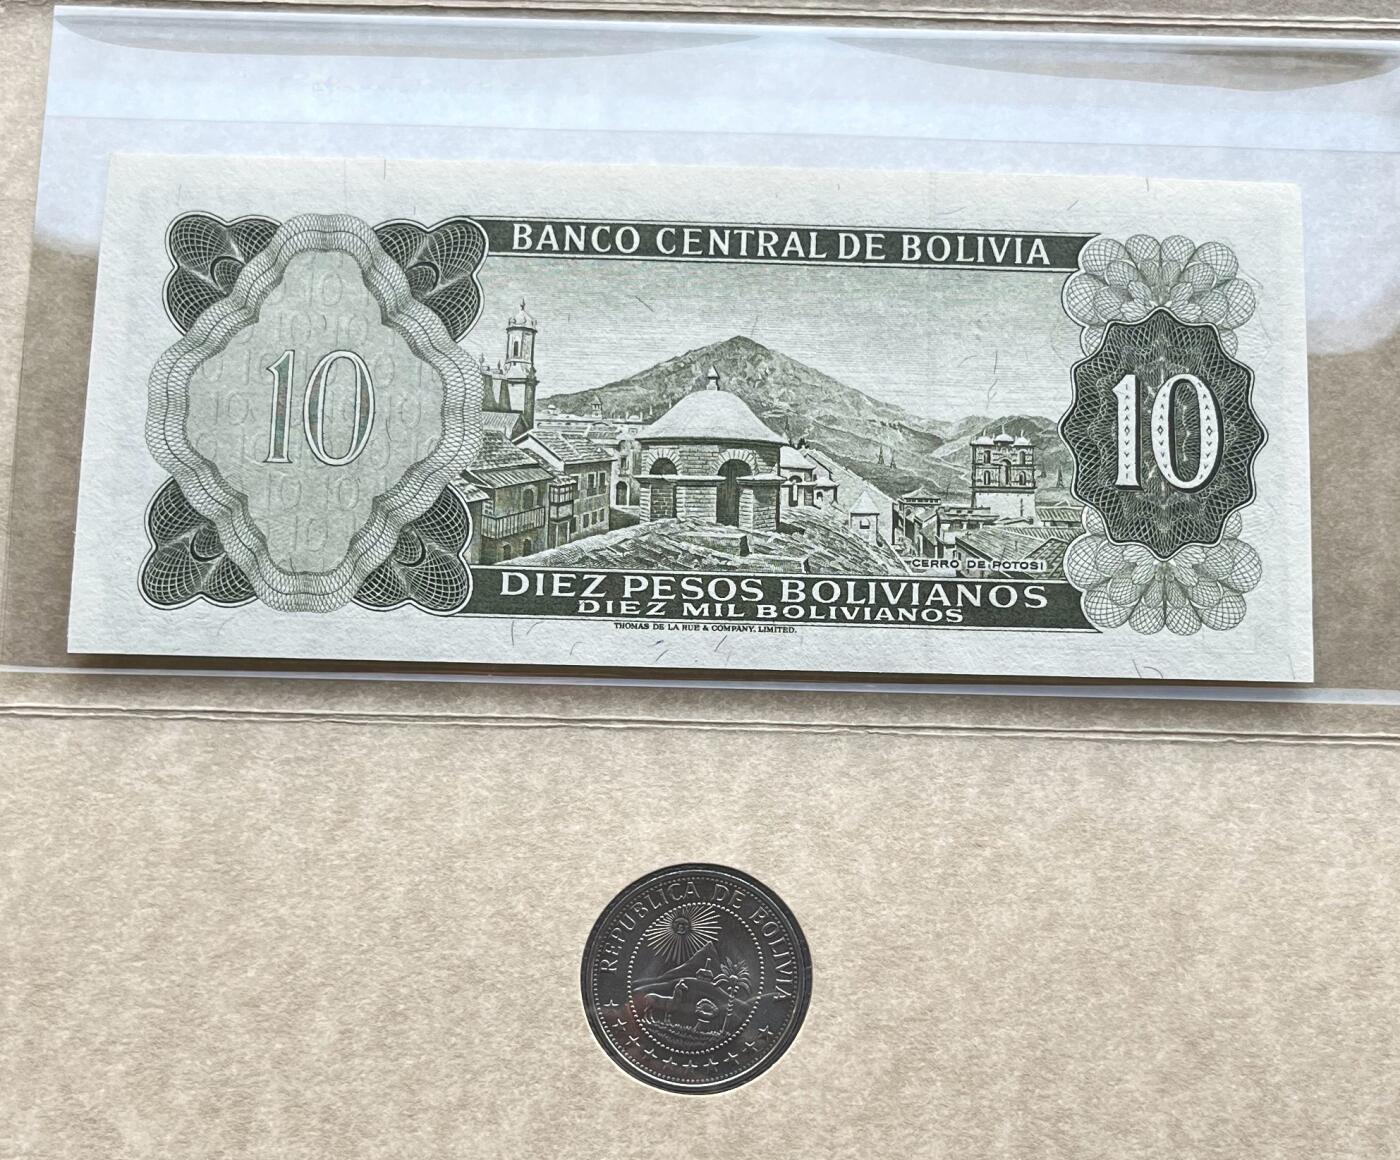 BANCO CENTRAL DE BOLIVIA
10
10
CERRO DE POTOSI
DIEZ PESOS BOLIVIANOS
DIEZ MIL BOLIVIANOS
THOMAS DE LA RUE & COMPANY, LIMITED.
REPUBLICA DE BOLIVIA